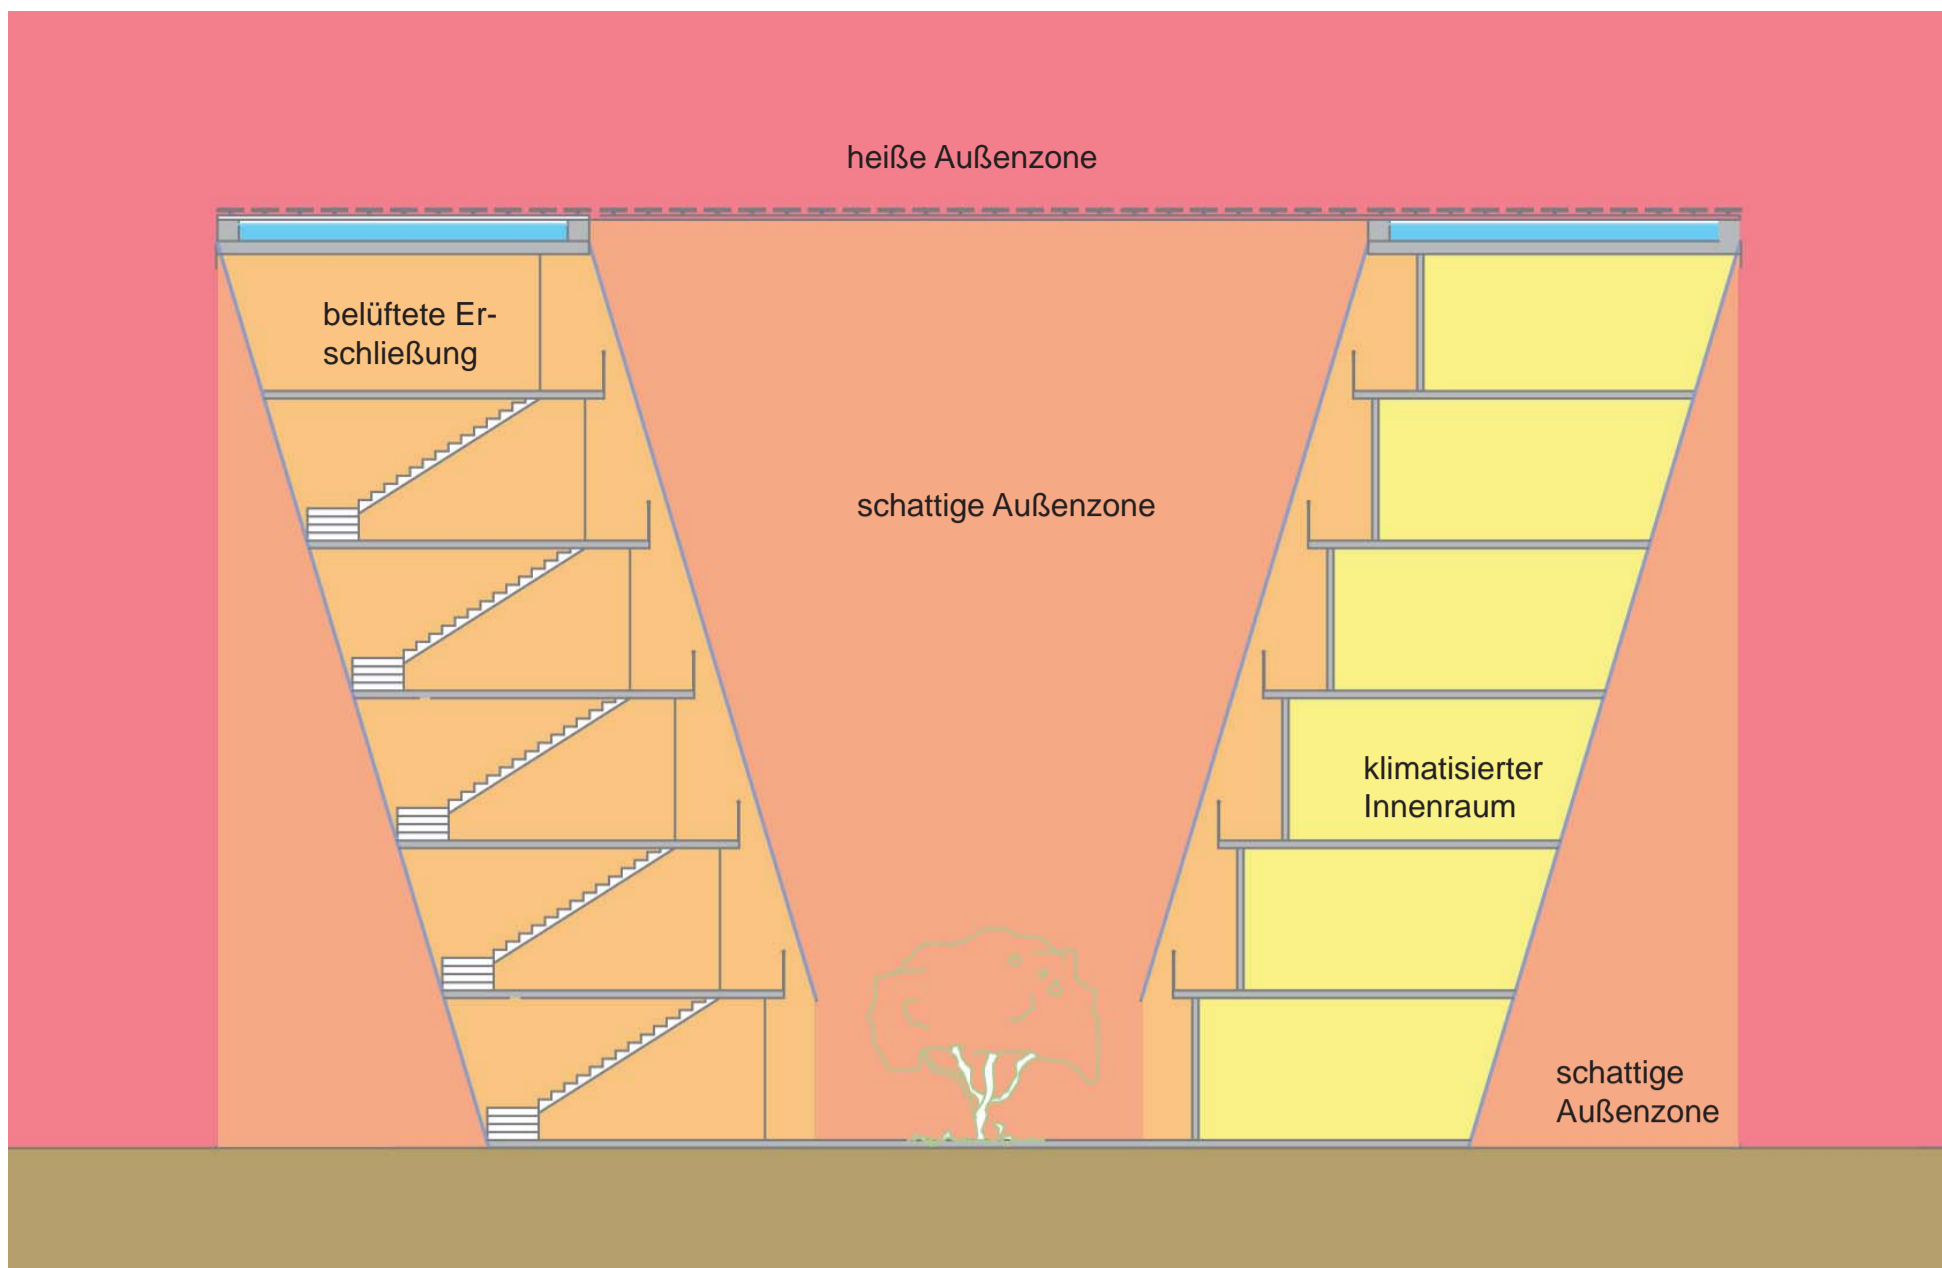 heiße Außenzone
belüftete Er-
schließung
schattige Außenzone
klimatisierter
Innenraum
schattige
Außenzone